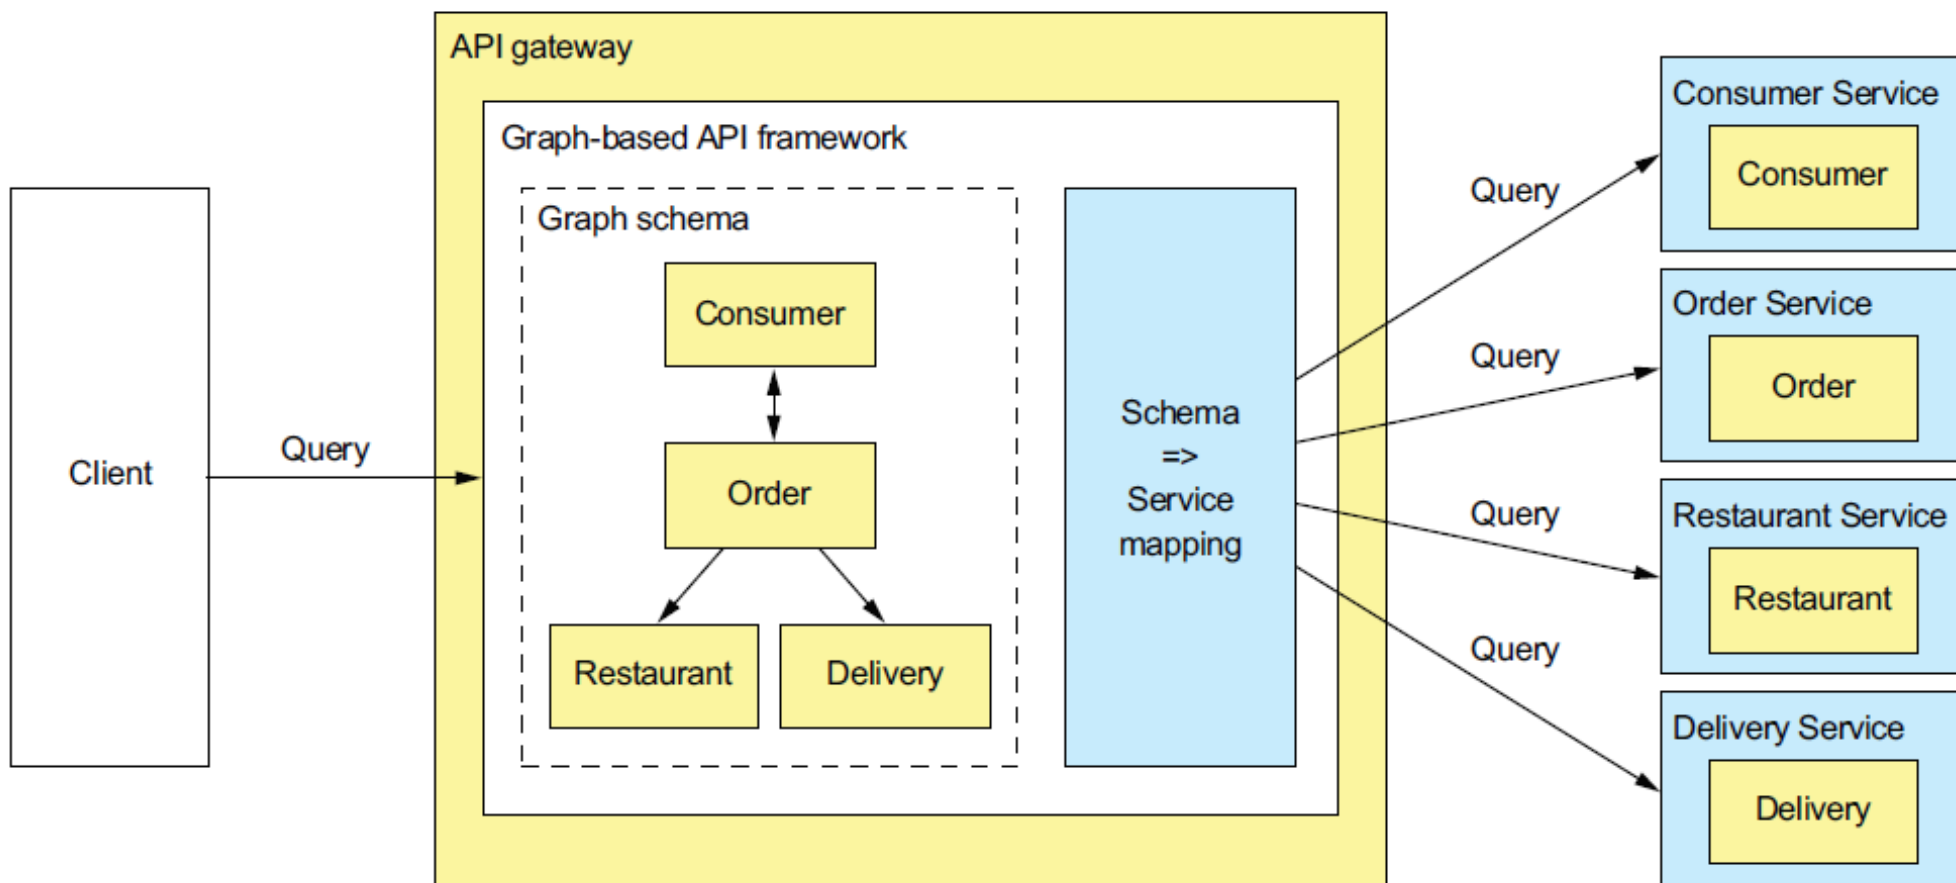 API gateway
Graph-based API framework
Graph schema
Consumer
Order
Restaurant
Delivery
Client
Query
Schema
=>
Service
mapping
Query
Query
Query
Query
Consumer Service
Consumer
Order Service
Order
Restaurant Service
Restaurant
Delivery Service
Delivery